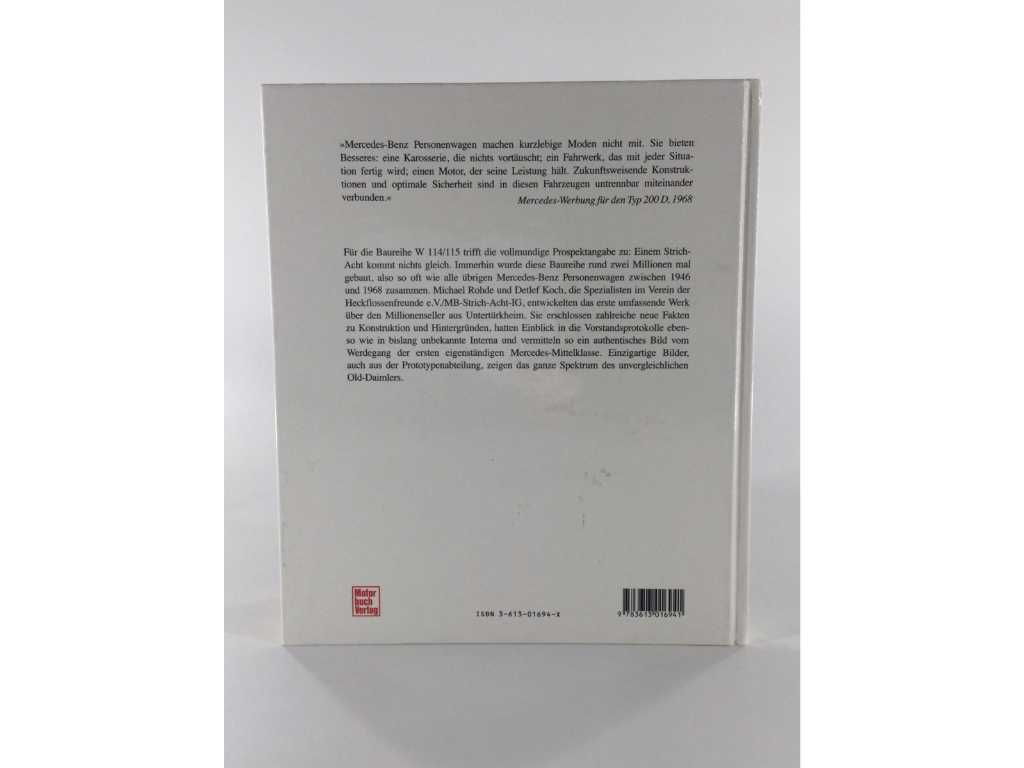 »Mercedes-Benz Personenwagen machen kurzlebige Moden nicht mit. Sie bieten
Besseres: eine Karosserie, die nichts vortäuscht; ein Fahrwerk, das mit jeder Situa-
tion fertig wird; einen Motor, der seine Leistung hält. Zukunftsweisende Konstruk-
tionen und optimale Sicherheit sind in diesen Fahrzeugen untrennbar miteinander
verbunden.«
Mercedes-Werbung für den Typ 200 D, 1968
Für die Baureihe W 114/115 trifft die vollmundige Prospektangabe zu: Einem Strich-
Acht kommt nichts gleich. Immerhin wurde diese Baureihe rund zwei Millionen mal
gebaut, also so oft wie alle übrigen Mercedes-Benz Personenwagen zwischen 1946
und 1968 zusammen. Michael Rohde und Detlef Koch, die Spezialisten im Verein der
Heckflossenfreunde e.V./MB-Strich-Acht-IG, entwickelten das erste umfassende Werk
über den Millionenseller aus Untertürkheim. Sie erschlossen zahlreiche neue Fakten
zu Konstruktion und Hintergründen, hatten Einblick in die Vorstandsprotokolle eben-
so wie in bislang unbekannte Interna und vermitteln so ein authentisches Bild vom
Werdegang der ersten eigenständigen Mercedes-Mittelklasse. Einzigartige Bilder,
auch aus der Prototypenabteilung, zeigen das ganze Spektrum des unvergleichlichen
Old-Daimlers.
Motor
buch
Verlag
ISBN 3-613-01694-X
9 783613 016941